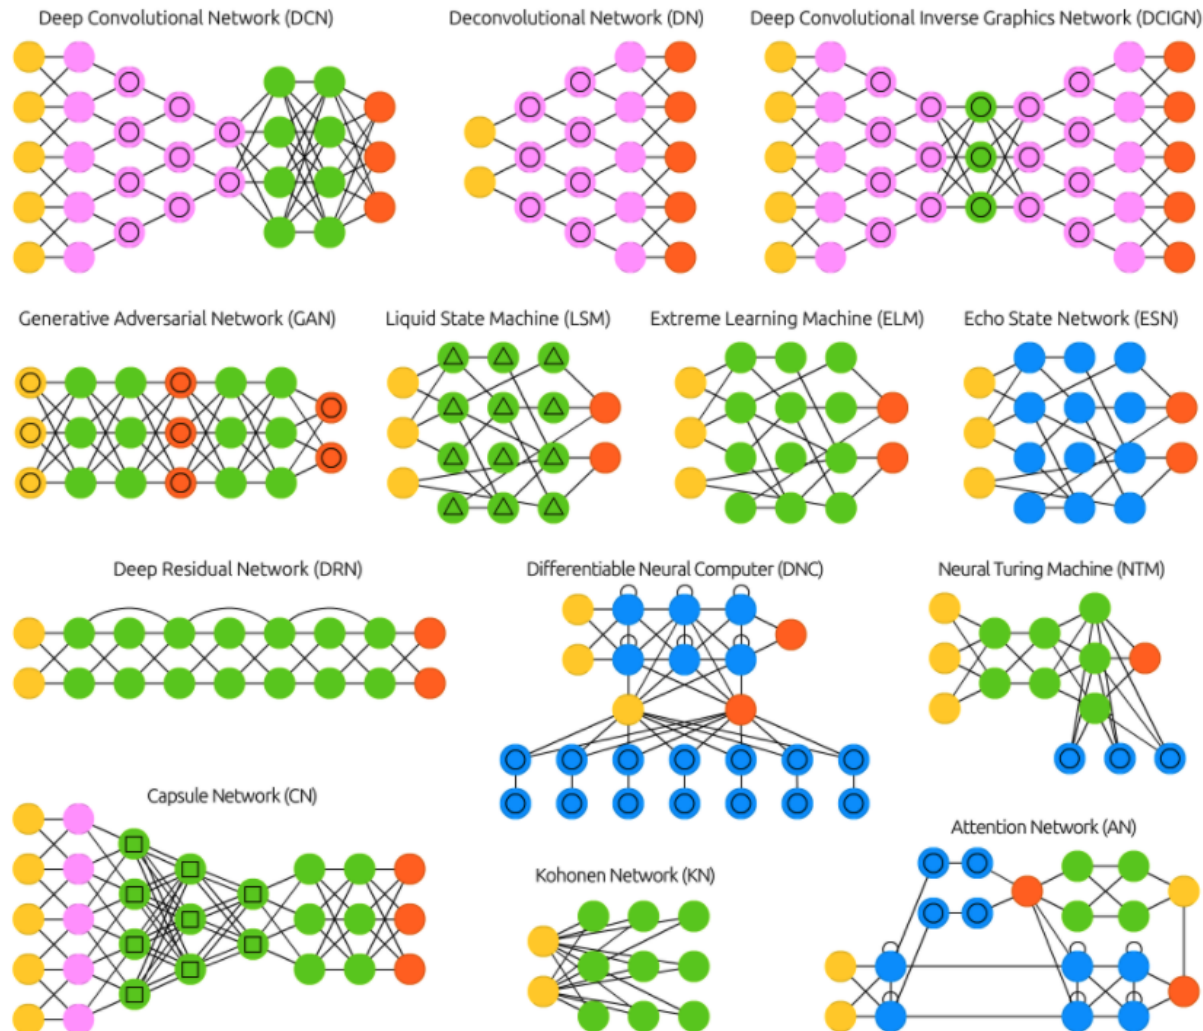 Deep Convolutional Network (DCN)
Deconvolutional Network (DN)
Deep Convolutional Inverse Graphics Network (DCIGN)
Generative Adversarial Network (GAN)
Liquid State Machine (LSM)
Extreme Learning Machine (ELM)
Echo State Network (ESN)
Deep Residual Network (DRN)
Differentiable Neural Computer (DNC)
Neural Turing Machine (NTM)
Capsule Network (CN)
Kohonen Network (KN)
Attention Network (AN)